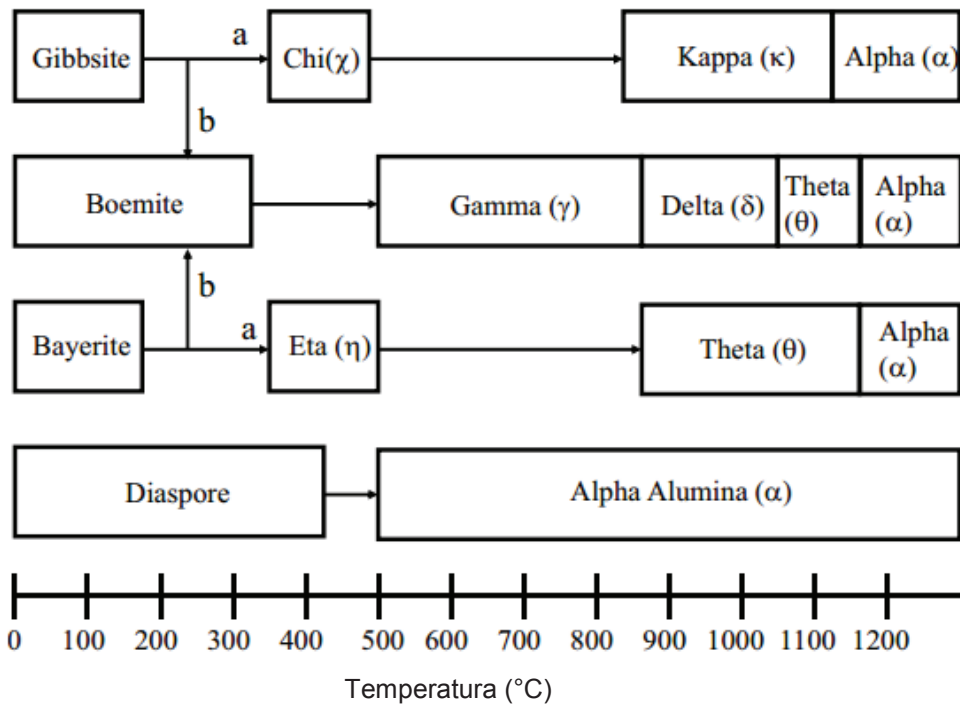 a
Gibbsite
Chi(χ)
Kappa (κ)
Alpha (α)
b
Boemite
Gamma (γ)
Delta (δ)
Theta
(θ)
Alpha
(α)
b
a
Bayerite
Eta (η)
Theta (θ)
Alpha
(α)
Diaspore
Alpha Alumina (α)
0 100 200 300 400 500 600 700 800 900 1000 1100 1200
Temperatura (°C)